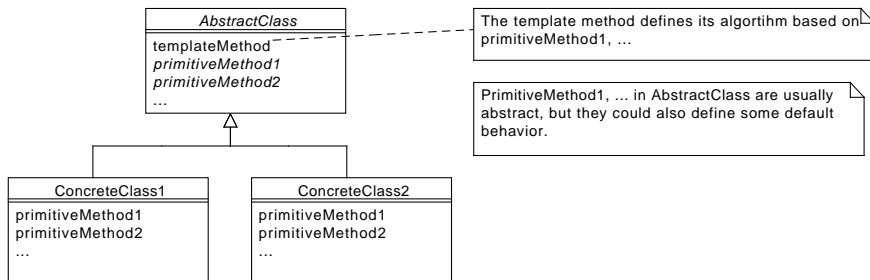 AbstractClass
templateMethod
primitiveMethod1
primitiveMethod2
...
The template method defines its algortihm based on
primitiveMethod1, ...
PrimitiveMethod1, ... in AbstractClass are usually
abstract, but they could also define some default
behavior.
ConcreteClass1
primitiveMethod1
primitiveMethod2
...
ConcreteClass2
primitiveMethod1
primitiveMethod2
...